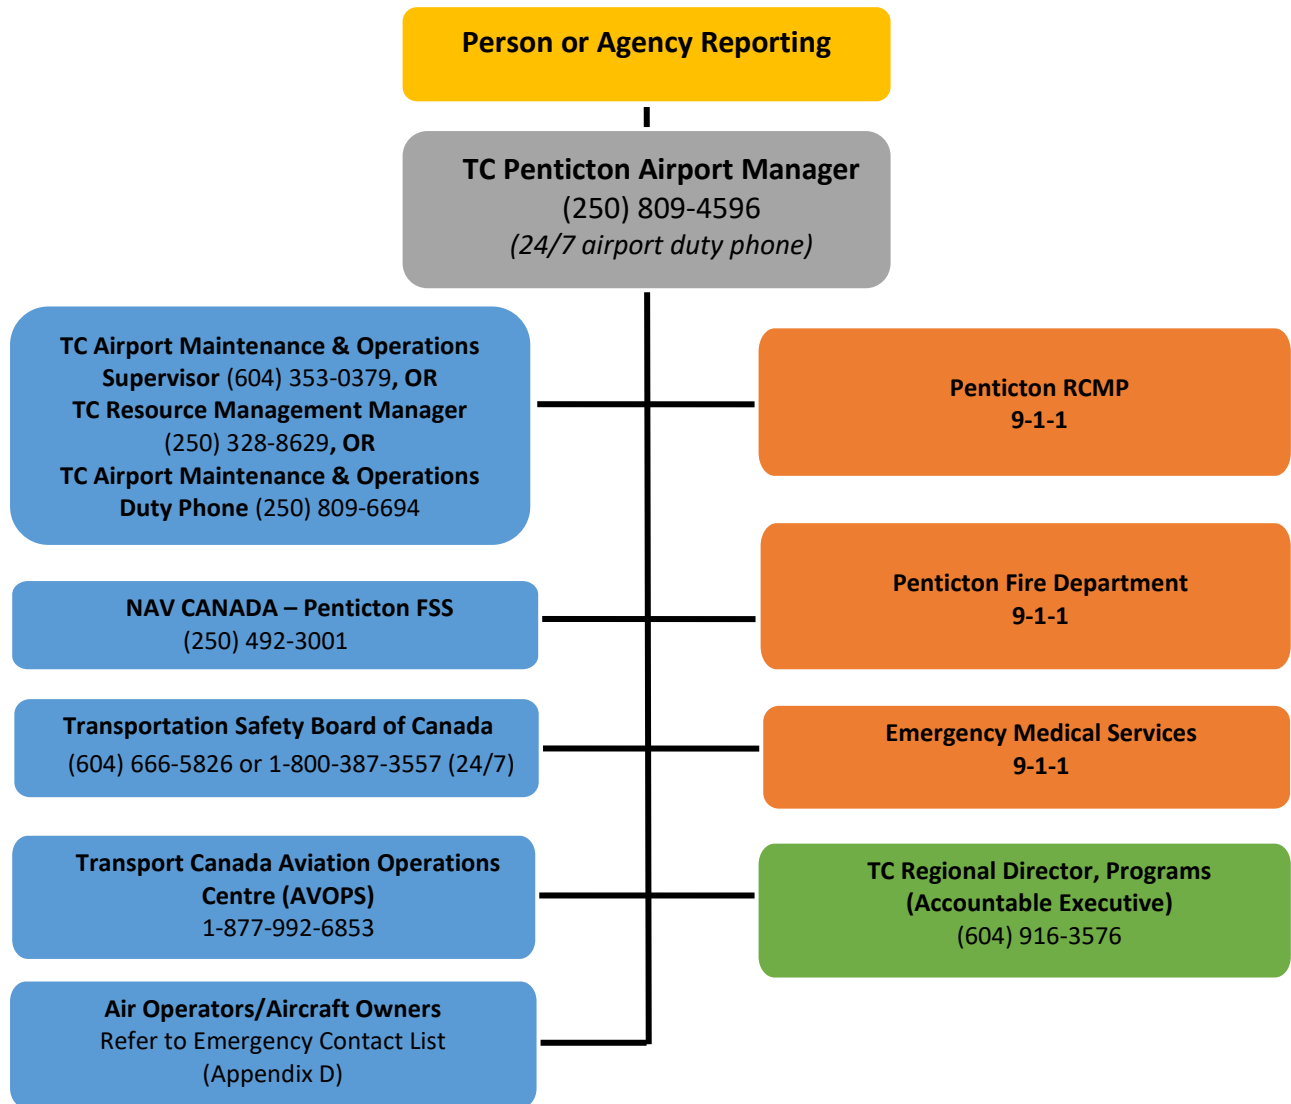 Person or Agency Reporting
TC Penticton Airport Manager
(250) 809-4596
(24/7 airport duty phone)
TC Airport Maintenance & Operations
Supervisor (604) 353-0379, OR
TC Resource Management Manager
(250) 328-8629, OR
TC Airport Maintenance & Operations
Duty Phone (250) 809-6694
Penticton RCMP
9-1-1
NAV CANADA – Penticton FSS
(250) 492-3001
Penticton Fire Department
9-1-1
Transportation Safety Board of Canada
(604) 666-5826 or 1-800-387-3557 (24/7)
Emergency Medical Services
9-1-1
Transport Canada Aviation Operations
Centre (AVOPS)
1-877-992-6853
TC Regional Director, Programs
(Accountable Executive)
(604) 916-3576
Air Operators/Aircraft Owners
Refer to Emergency Contact List
(Appendix D)